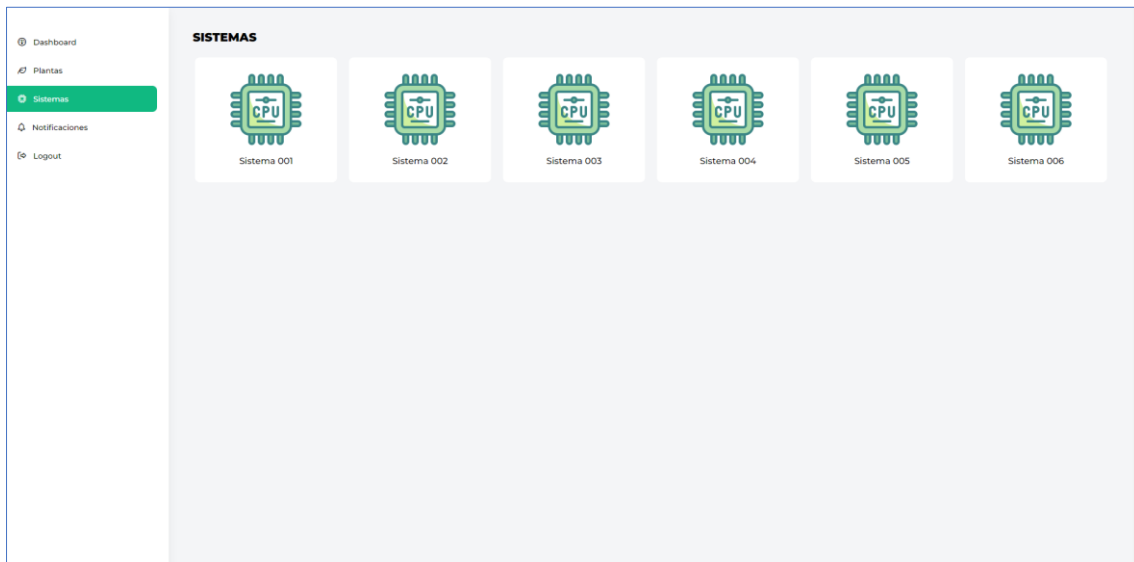 Dashboard
Plantas
Sistemas
Notificaciones
Logout
SISTEMAS
CPU CPU CPU CPU CPU CPU
Sistema 001 Sistema 002 Sistema 003 Sistema 004 Sistema 005 Sistema 006